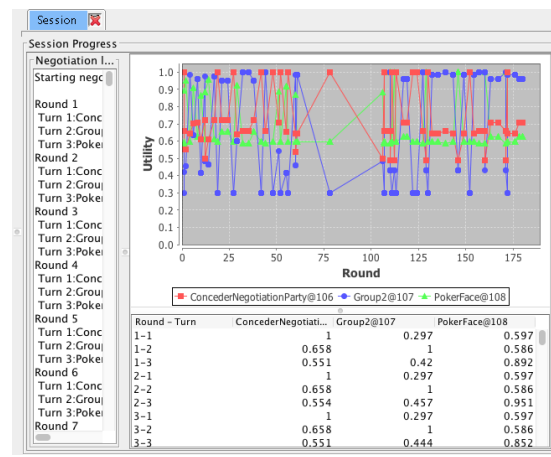 Session
Session Progress
Negotiation l...
Starting nego
Round 1
Turn 1:Conc
Turn 2:Grou
Turn 3:Poker
Round 2
Turn 1:Conc
Turn 2:Grou
Turn 3:Poker
Round 3
Turn 1:Conc
Turn 2:Grou
Turn 3:Poker
Round 4
Turn 1:Conc
Turn 2:Grou
Turn 3:Poker
Round 5
Turn 1:Conc
Turn 2:Grou
Turn 3:Poker
Round 6
Turn 1:Conc
Turn 2:Grou
Turn 3:Poker
Round 7
1.0
0.9
0.8
0.7
0.6
0.5
0.4
0.3
0.2
0.1
0.0
Utility
0 25 50 75 100 125 150 175
Round
ConcederNegotiationParty@106 Group2@107 PokerFace@108
Round - Turn ConcederNegotiati... Group2@107 PokerFace@108
1-1 1 0.297 0.597
1-2 0.658 1 0.586
1-3 0.551 0.42 0.892
2-1 1 0.297 0.597
2-2 0.658 1 0.586
2-3 0.554 0.457 0.951
3-1 1 0.297 0.597
3-2 0.658 1 0.586
3-3 0.551 0.444 0.852